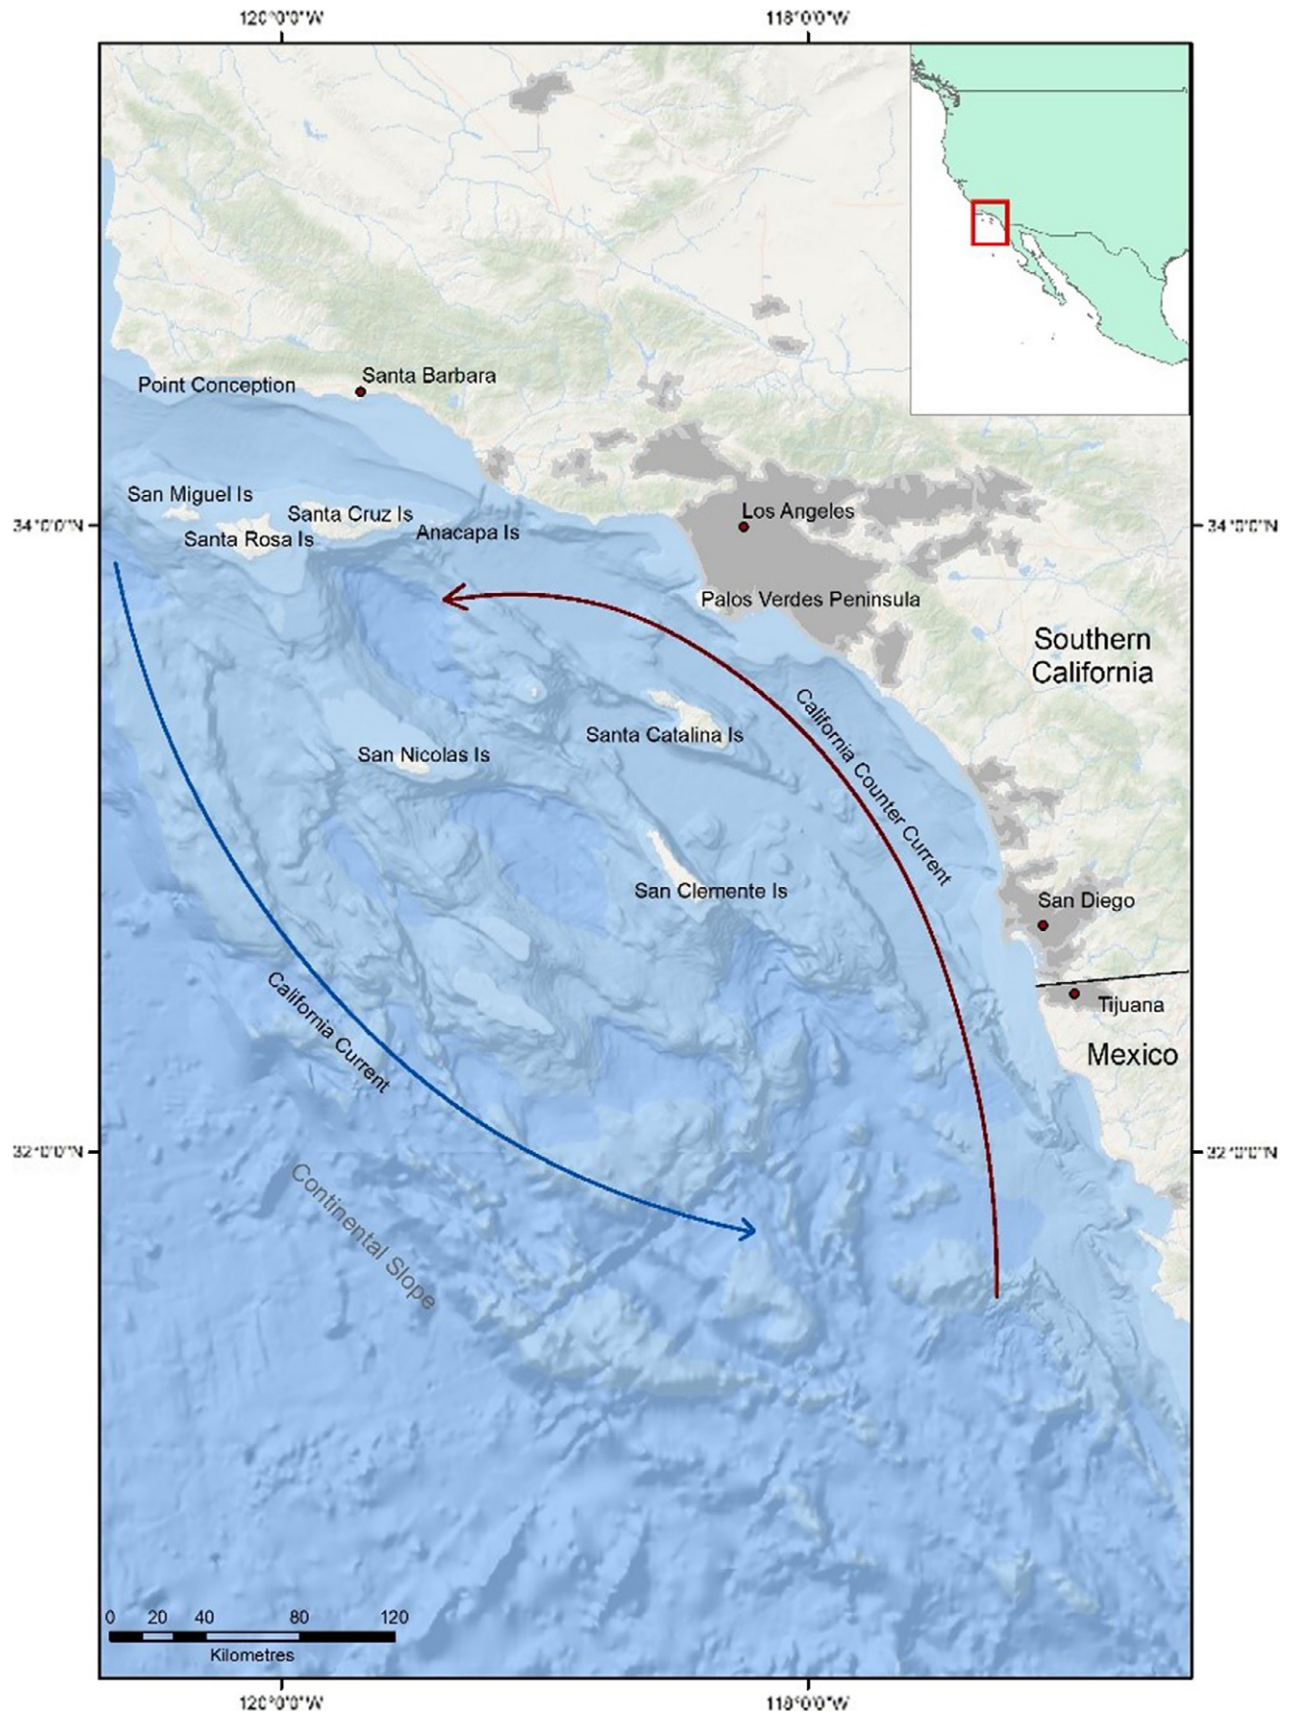 120°0'0"W
118°0'0"W
Point Conception
Santa Barbara
San Miguel Is
Santa Cruz Is
Los Angeles
34°0'0"N
34°0'0"N
Santa Rosa Is
Anacapa Is
Palos Verdes Peninsula
Southern
California
California Counter Current
Santa Catalina Is
San Nicolas Is
San Clemente Is
San Diego
California Current
Tijuana
Mexico
32°0'0"N
32°0'0"N
Continental Slope
0 20 40 80 120
Kilometres
120°0'0"W
118°0'0"W